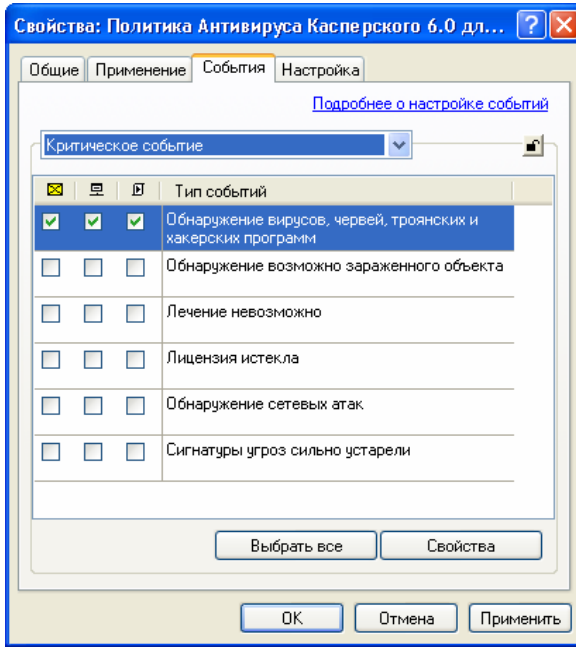 Свойства: Политика Антивируса Касперского 6.0 дл...
Общие Применение События Настройка
Подробнее о настройке событий
Критическое событие
Тип событий
Обнаружение вирусов, червей, троянских и
хакерских программ
Обнаружение возможно зараженного объекта
Лечение невозможно
Лицензия истекла
Обнаружение сетевых атак
Сигнатуры угроз сильно устарели
Выбрать все Свойства
ОК Отмена Применить